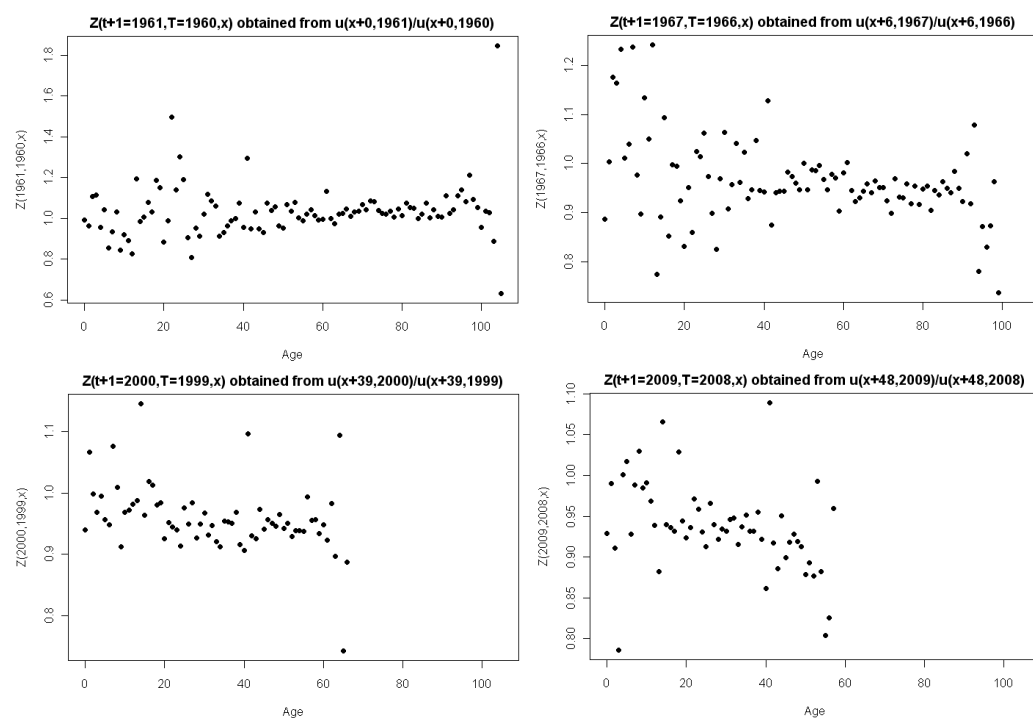 Z(t+1=1961,T=1960,x) obtained from u(x+0,1961)/u(x+0,1960)
Z(1961,1960,x)
1.8
1.6
1.4
1.2
1.0
0.8
0.6
0 20 40 60 80 100
Age
Z(t+1=1967,T=1966,x) obtained from u(x+6,1967)/u(x+6,1966)
Z(1967,1966,x)
1.2
1.1
1.0
0.9
0.8
0 20 40 60 80 100
Age
Z(t+1=2000,T=1999,x) obtained from u(x+39,2000)/u(x+39,1999)
Z(2000,1999,x)
1.1
1.0
0.9
0.8
0 20 40 60 80 100
Age
Z(t+1=2009,T=2008,x) obtained from u(x+48,2009)/u(x+48,2008)
Z(2009,2008,x)
1.10
1.05
1.00
0.95
0.90
0.85
0.80
0 20 40 60 80 100
Age